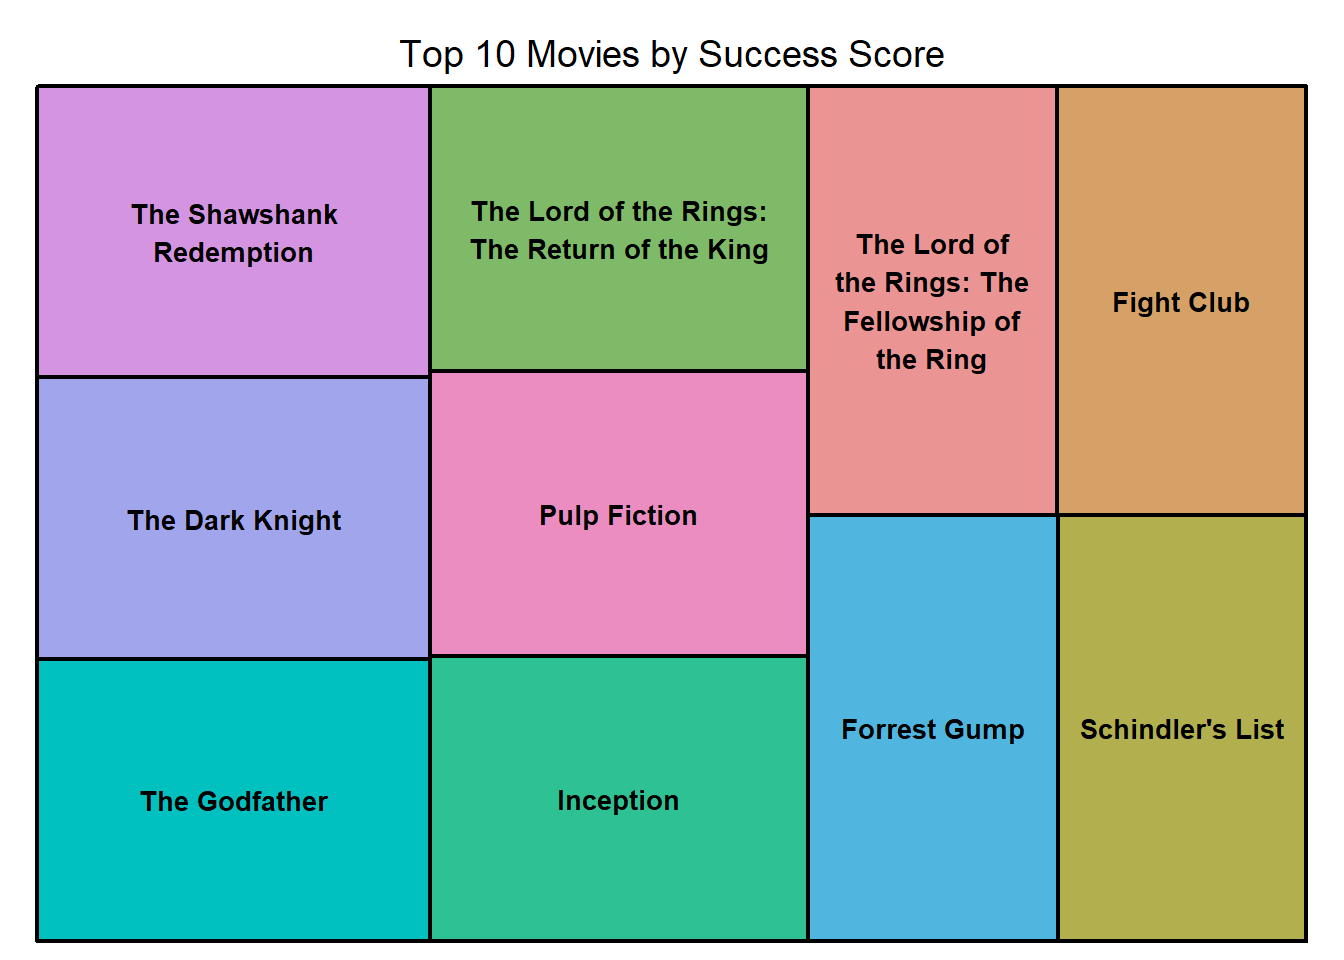 Top 10 Movies by Success Score
The Shawshank
Redemption
The Dark Knight
The Godfather
The Lord of the Rings:
The Return of the King
Pulp Fiction
Inception
The Lord of
the Rings: The
Fellowship of
the Ring
Fight Club
Forrest Gump
Schindler's List